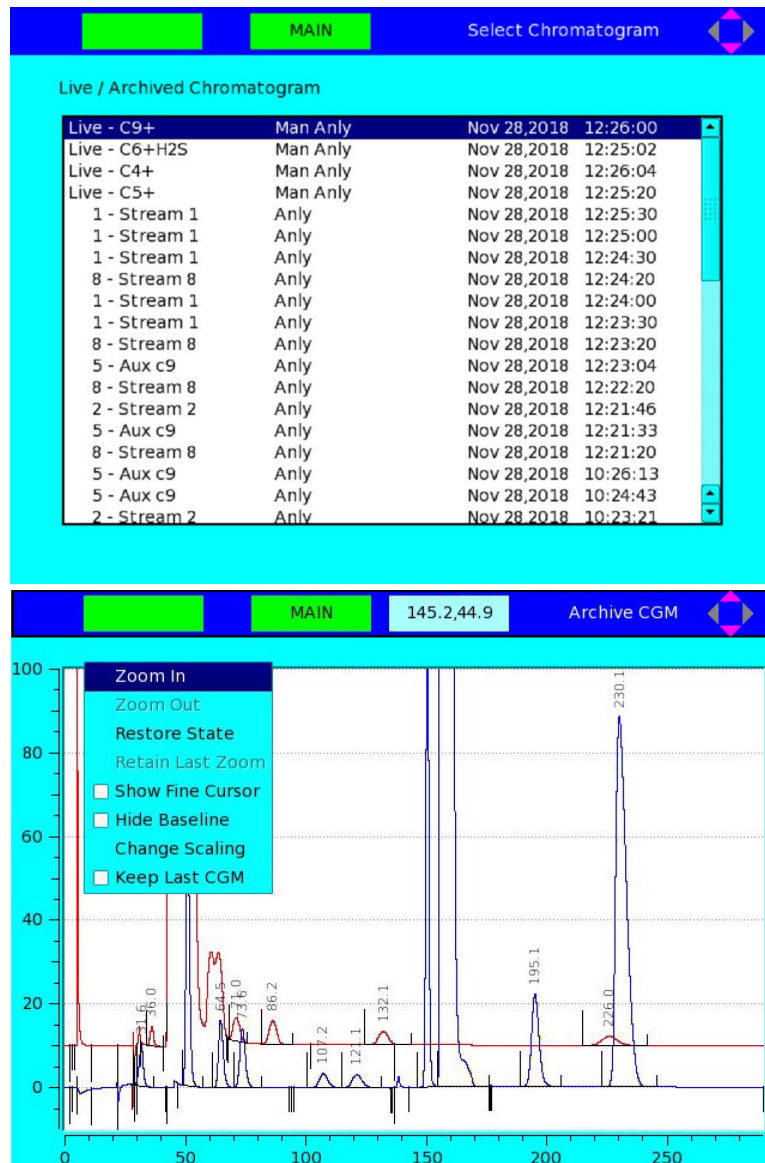 MAIN Select Chromatogram
Live / Archived Chromatogram
Live - C9+ Man Anly Nov 28,2018 12:26:00
Live - C6+H2S Man Anly Nov 28,2018 12:25:02
Live - C4+ Man Anly Nov 28,2018 12:26:04
Live - C5+ Man Anly Nov 28,2018 12:25:20
1 - Stream 1 Anly Nov 28,2018 12:25:30
1 - Stream 1 Anly Nov 28,2018 12:25:00
1 - Stream 1 Anly Nov 28,2018 12:24:30
8 - Stream 8 Anly Nov 28,2018 12:24:20
1 - Stream 1 Anly Nov 28,2018 12:24:00
1 - Stream 1 Anly Nov 28,2018 12:23:30
8 - Stream 8 Anly Nov 28,2018 12:23:20
5 - Aux c9 Anly Nov 28,2018 12:23:04
8 - Stream 8 Anly Nov 28,2018 12:22:20
2 - Stream 2 Anly Nov 28,2018 12:21:46
5 - Aux c9 Anly Nov 28,2018 12:21:33
8 - Stream 8 Anly Nov 28,2018 12:21:20
5 - Aux c9 Anly Nov 28,2018 10:26:13
5 - Aux c9 Anly Nov 28,2018 10:24:43
2 - Stream 2 Anly Nov 28,2018 10:23:21
MAIN 145.2,44.9 Archive CGM
Zoom In
Zoom Out
Restore State
Retain Last Zoom
Show Fine Cursor
Hide Baseline
Change Scaling
Keep Last CGM
100
80
60
40
20
0
36.0
64.5
86.2
107.2
121.1
132.1
195.1
226.0
230.1
0 50 100 150 200 250